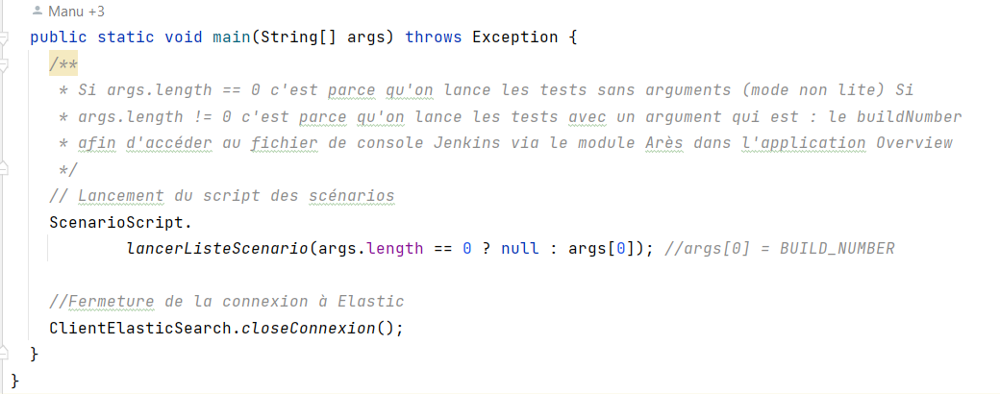 Manu +3
public static void main(String[] args) throws Exception {
/**
* Si args.length == 0 c'est parce qu'on lance les tests sans arguments (mode non lite) Si
* args.length != 0 c'est parce qu'on lance les tests avec un argument qui est : le buildNumber
* afin d'accéder au fichier de console Jenkins via le module Arès dans l'application Overview
*/
// Lancement du script des scénarios
ScenarioScript.
lancerListeScenario(args.length == 0 ? null : args[0]); //args[0] = BUILD_NUMBER
//Fermeture de la connexion à Elastic
ClientElasticSearch.closeConnexion();
}
}